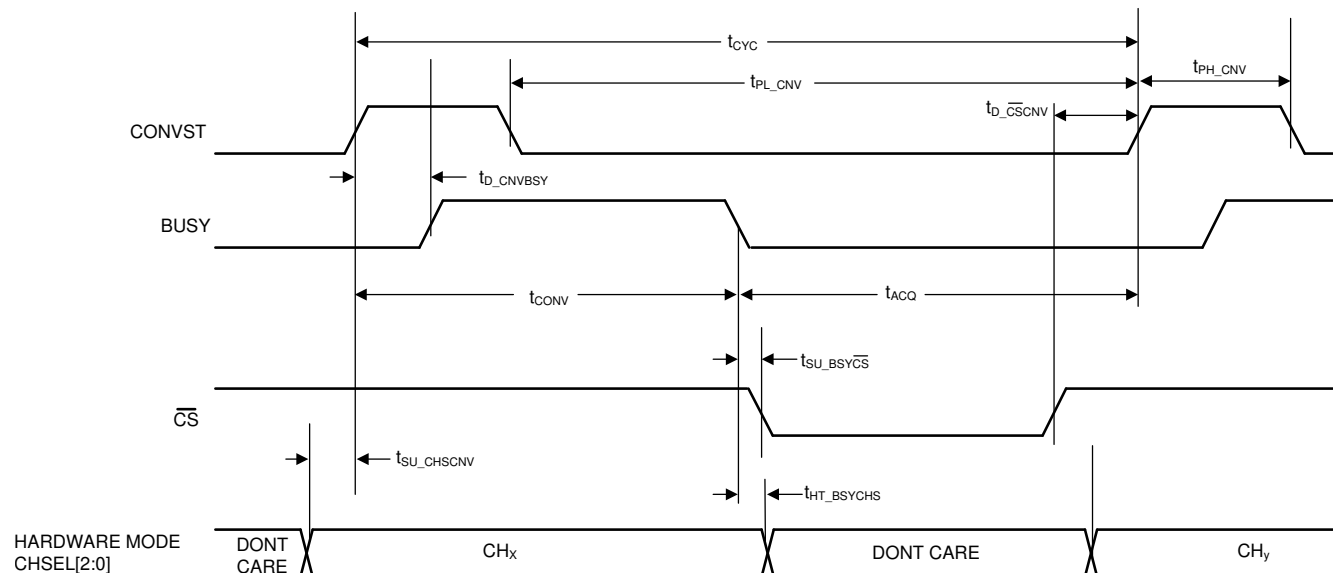 tCYC
tPL_CNV
tPH_CNV
tD_CSCNV
CONVST
tD_CNVBSY
BUSY
tCONV
tACQ
tSU_BSYCS
CS
tSU_CHSCNV
tHT_BSYCHS
HARDWARE MODE
CHSEL[2:0]
DONT
CARE
CHX
DONT CARE
CHy